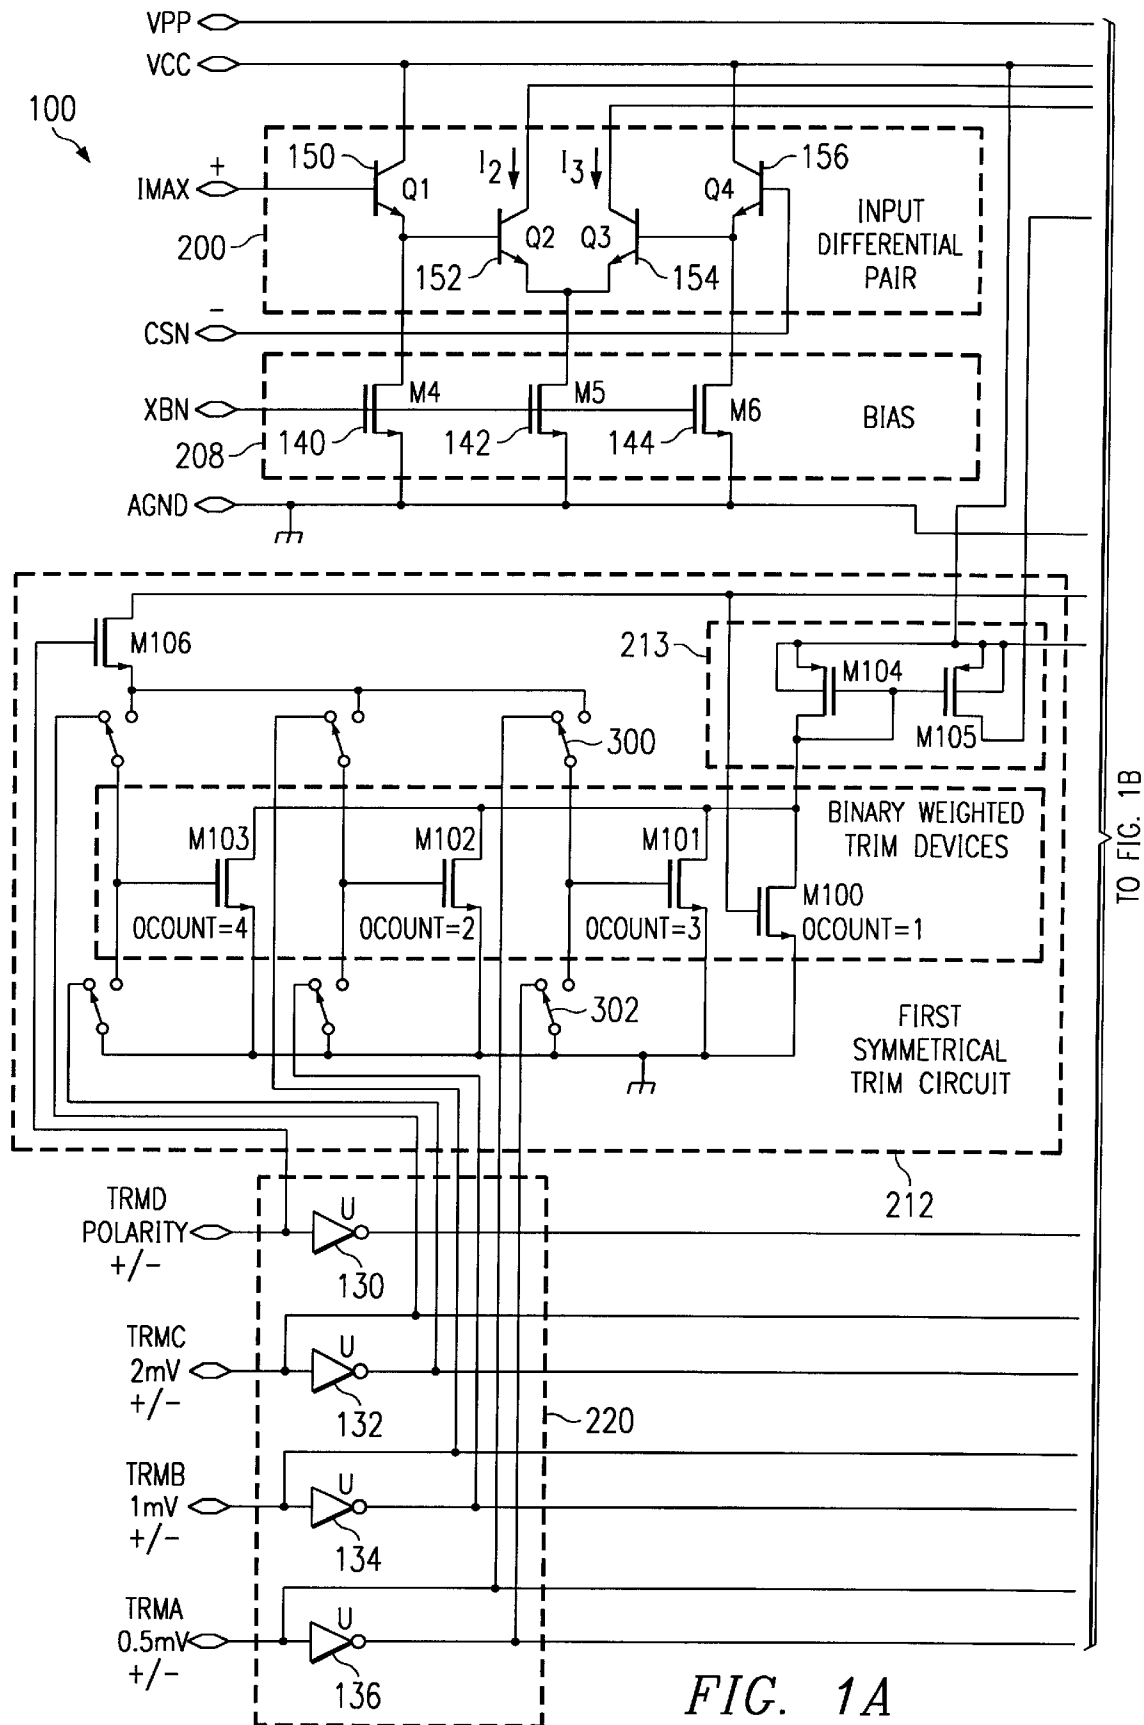 VPP
VCC
100
150
I2
I3
156
+
IMAX
Q1
Q4
INPUT
DIFFERENTIAL
PAIR
200
Q2
Q3
152
154
-
CSN
M4
M5
M6
XBN
BIAS
140
142
144
208
AGND
M106
213
M104
M105
300
BINARY WEIGHTED
TRIM DEVICES
M103
M102
M101
M100
OCOUNT=4
OCOUNT=2
OCOUNT=3
OCOUNT=1
TO FIG. 1B
302
FIRST
SYMMETRICAL
TRIM CIRCUIT
212
TRMD
POLARITY
+/-
U
130
TRMC
2mV
+/-
U
132
220
TRMB
1mV
+/-
U
134
TRMA
0.5mV
+/-
U
136
FIG. 1A